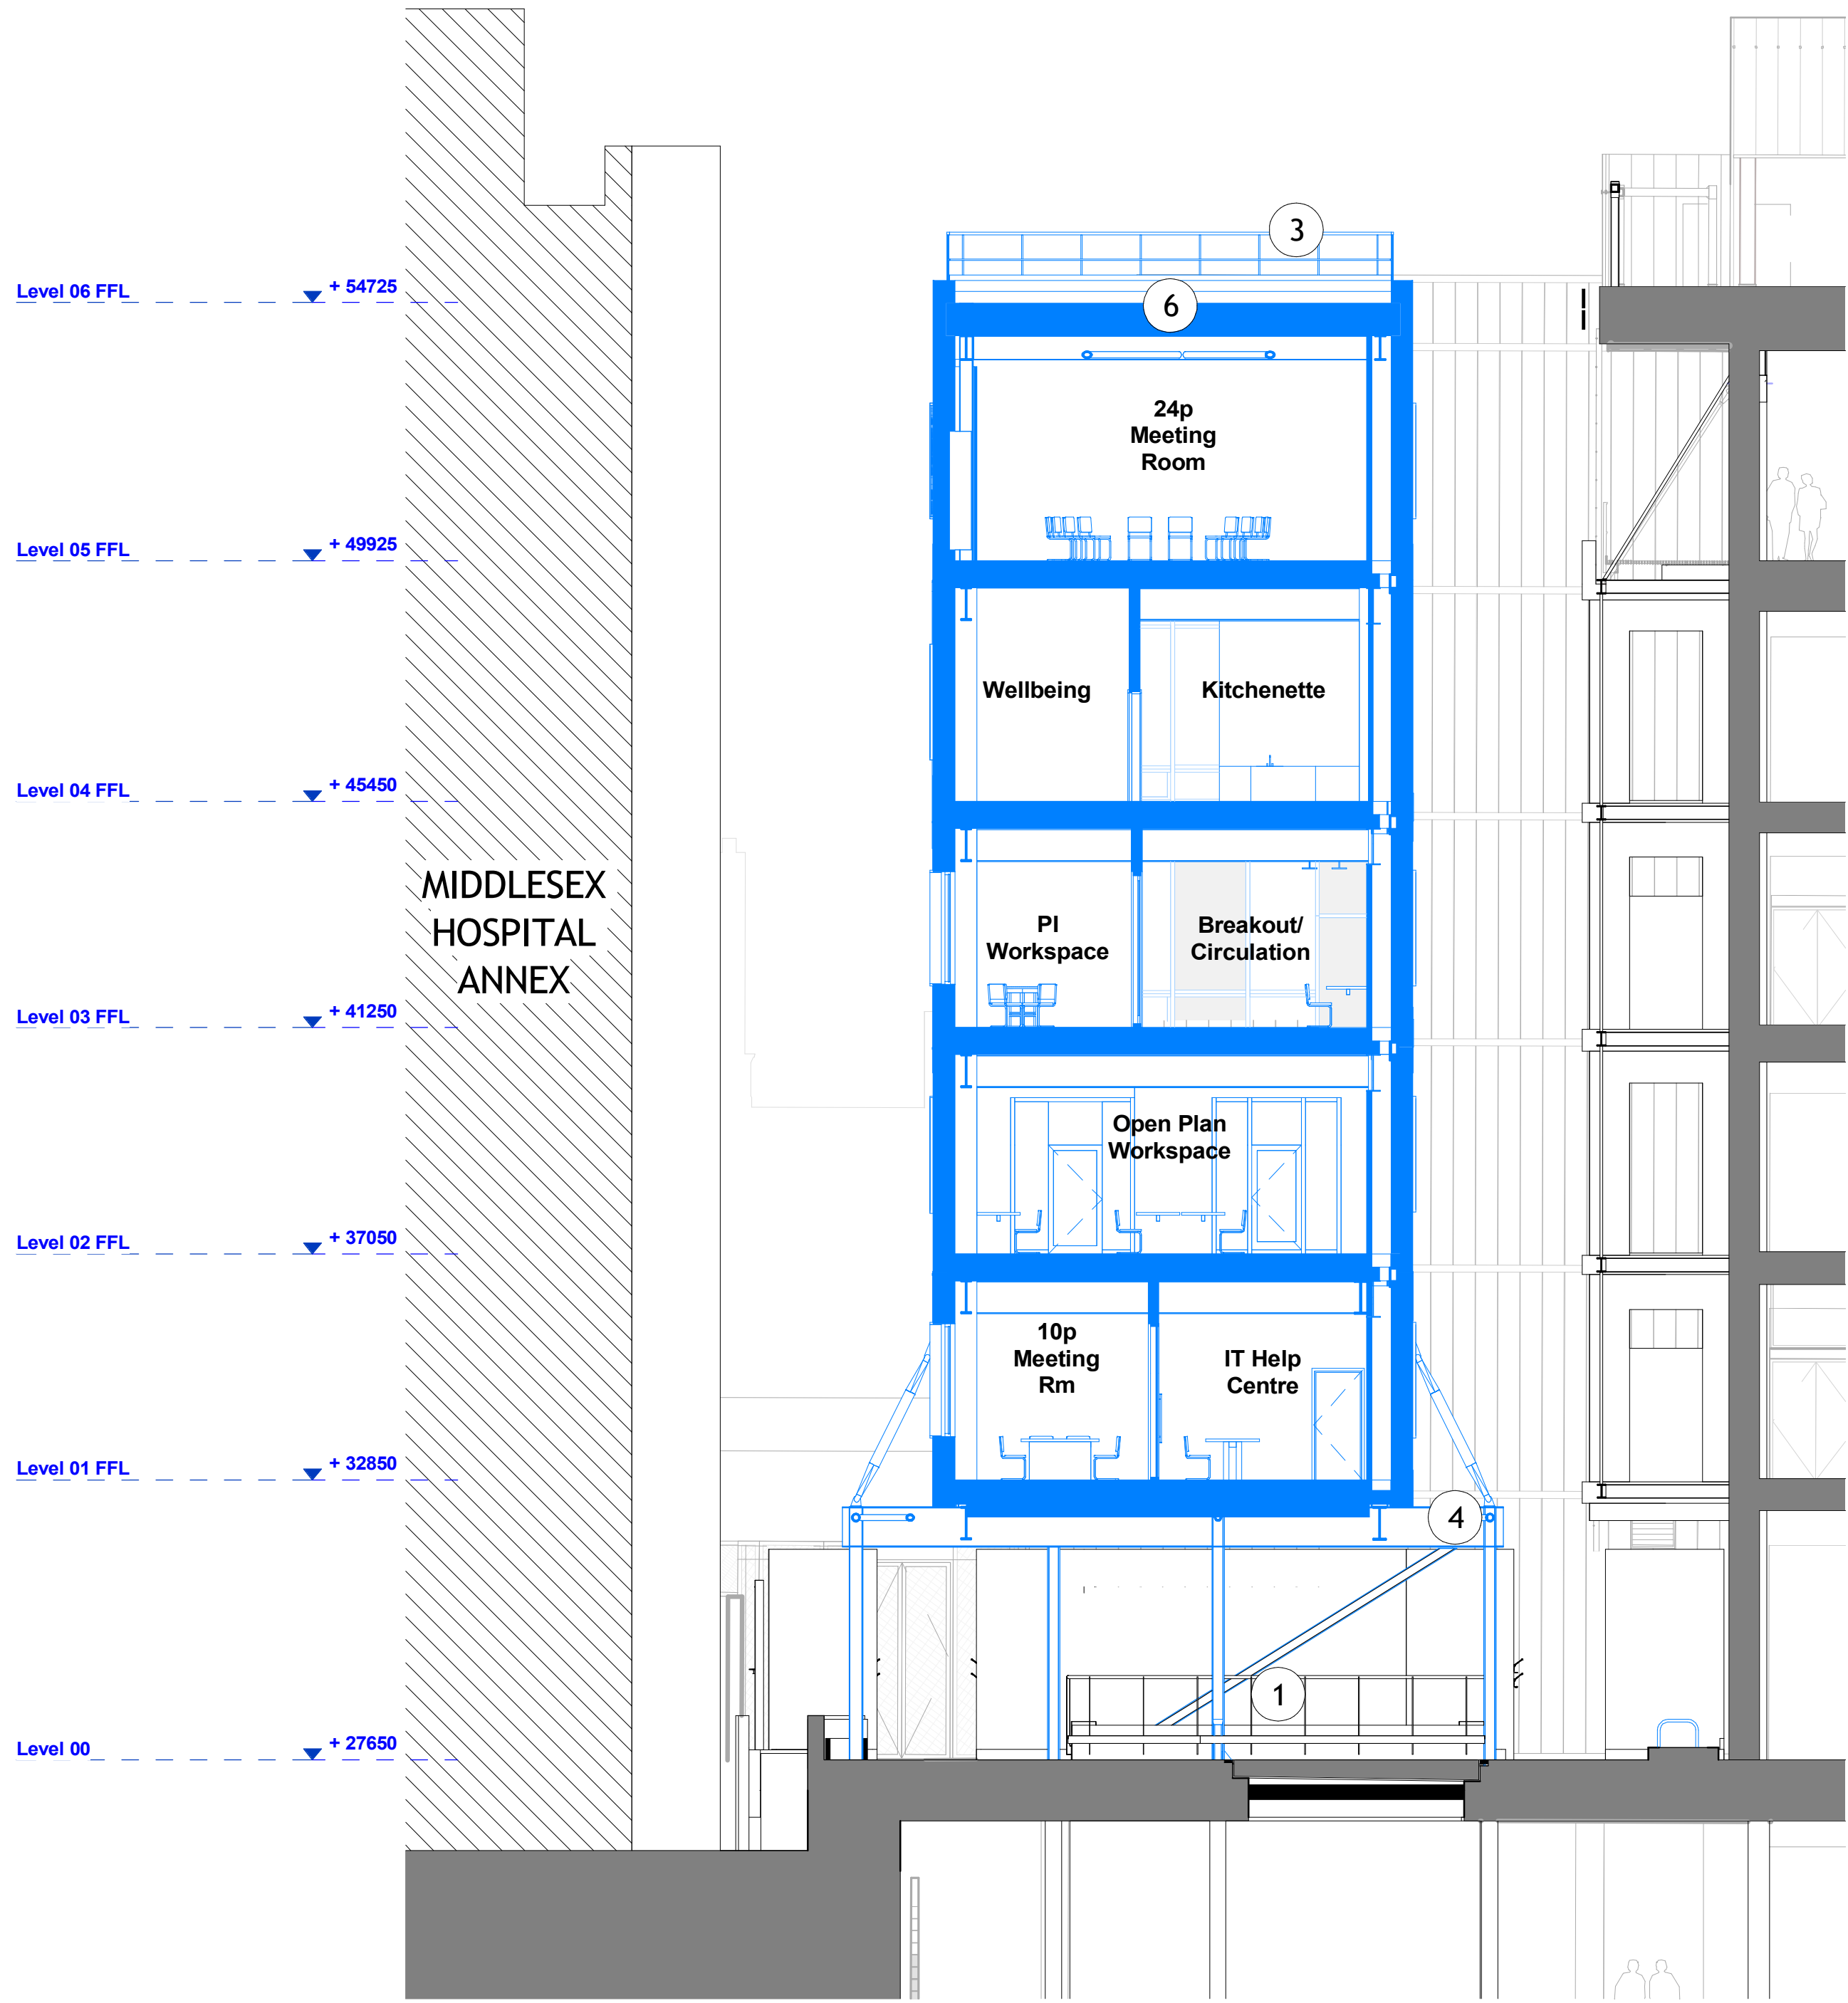 3
Level 06 FFL
+ 54725
6
24p
Meeting
Room
Level 05 FFL
+ 49925
Wellbeing
Kitchenette
Level 04 FFL
+ 45450
MIDDLESEX
HOSPITAL
ANNEX
PI
Workspace
Breakout/
Circulation
Level 03 FFL
+ 41250
Open Plan
Workspace
Level 02 FFL
+ 37050
10p
Meeting
Rm
IT Help
Centre
Level 01 FFL
+ 32850
4
1
Level 00
+ 27650